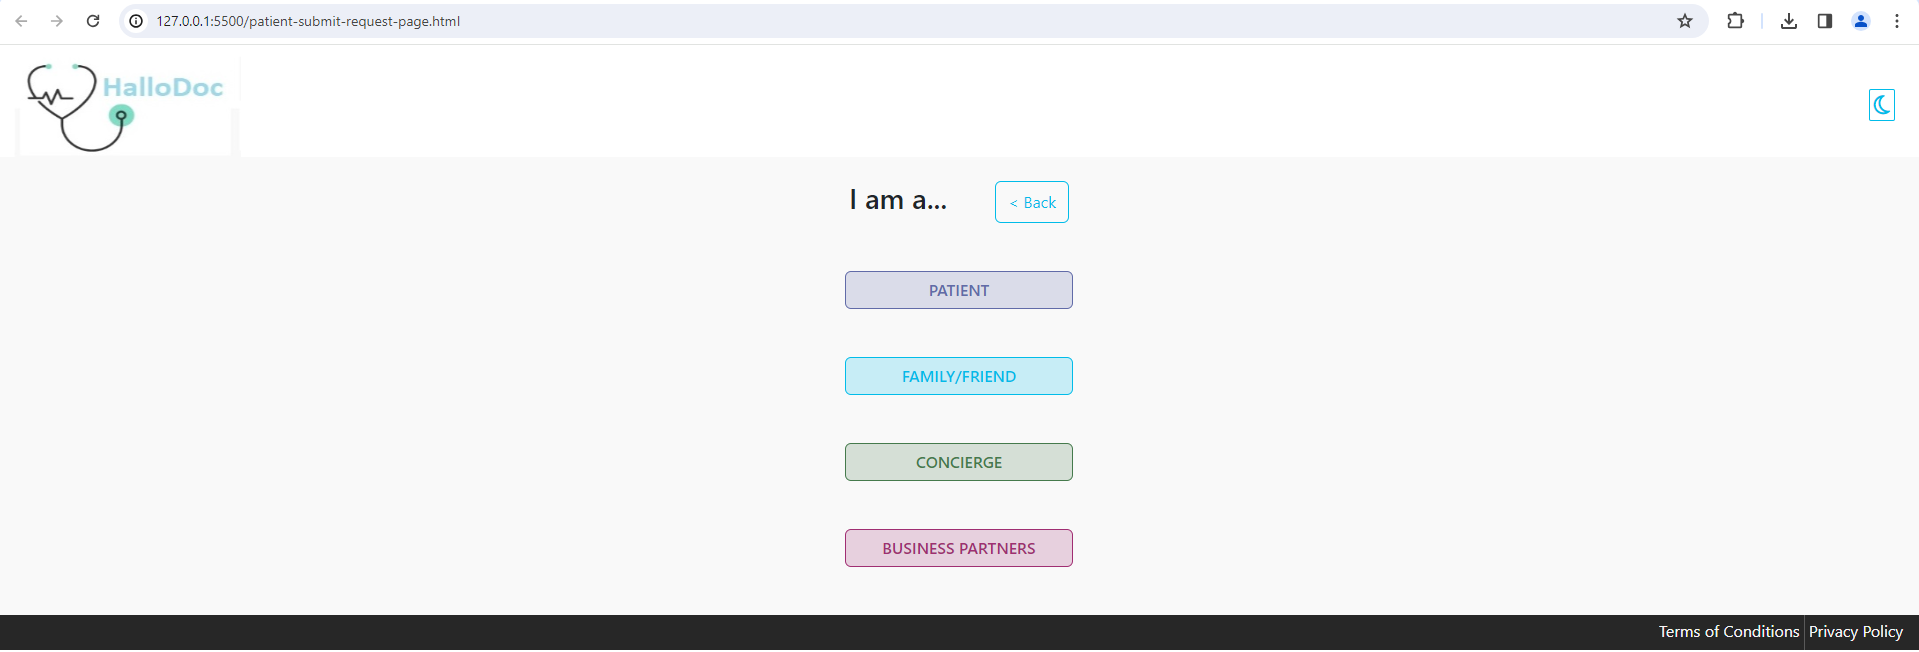 127.0.0.1:5500/patient-submit-request-page.html
HalloDoc
I am a...
< Back
PATIENT
FAMILY/FRIEND
CONCIERGE
BUSINESS PARTNERS
Terms of Conditions Privacy Policy